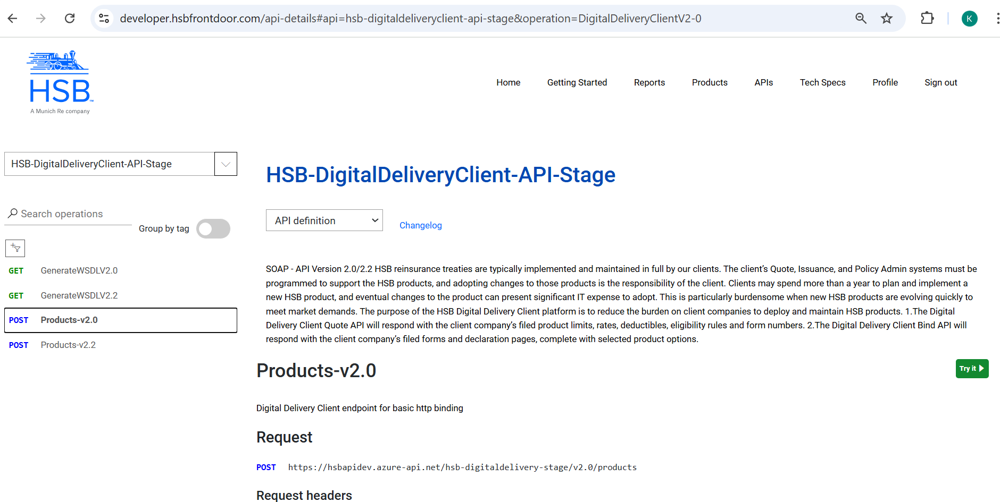 developer.hsbfrontdoor.com/api-details#api=hsb-digitaldeliveryclient-api-stage&operation=DigitalDeliveryClientV2-0
K
HSB™
A Munich Re company
Home
Getting Started
Reports
Products
APIs
Tech Specs
Profile
Sign out
HSB-DigitalDeliveryClient-API-Stage
Search operations
Group by tag
GET GenerateWSDLV2.0
GET GenerateWSDLV2.2
POST Products-v2.0
POST Products-v2.2
HSB-DigitalDeliveryClient-API-Stage
API definition
Changelog
SOAP - API Version 2.0/2.2 HSB reinsurance treaties are typically implemented and maintained in full by our clients. The client’s Quote, Issuance, and Policy Admin systems must be
programmed to support the HSB products, and adopting changes to those products is the responsibility of the client. Clients may spend more than a year to plan and implement a
new HSB product, and eventual changes to the product can present significant IT expense to adopt. This is particularly burdensome when new HSB products are evolving quickly to
meet market demands. The purpose of the HSB Digital Delivery Client platform is to reduce the burden on client companies to deploy and maintain HSB products. 1.The Digital
Delivery Client Quote API will respond with the client company’s filed product limits, rates, deductibles, eligibility rules and form numbers. 2.The Digital Delivery Client Bind API will
respond with the client company’s filed forms and declaration pages, complete with selected product options.
Products-v2.0
Try it
Digital Delivery Client endpoint for basic http binding
Request
POST https://hsbapidev.azure-api.net/hsb-digitaldelivery-stage/v2.0/products
Request headers